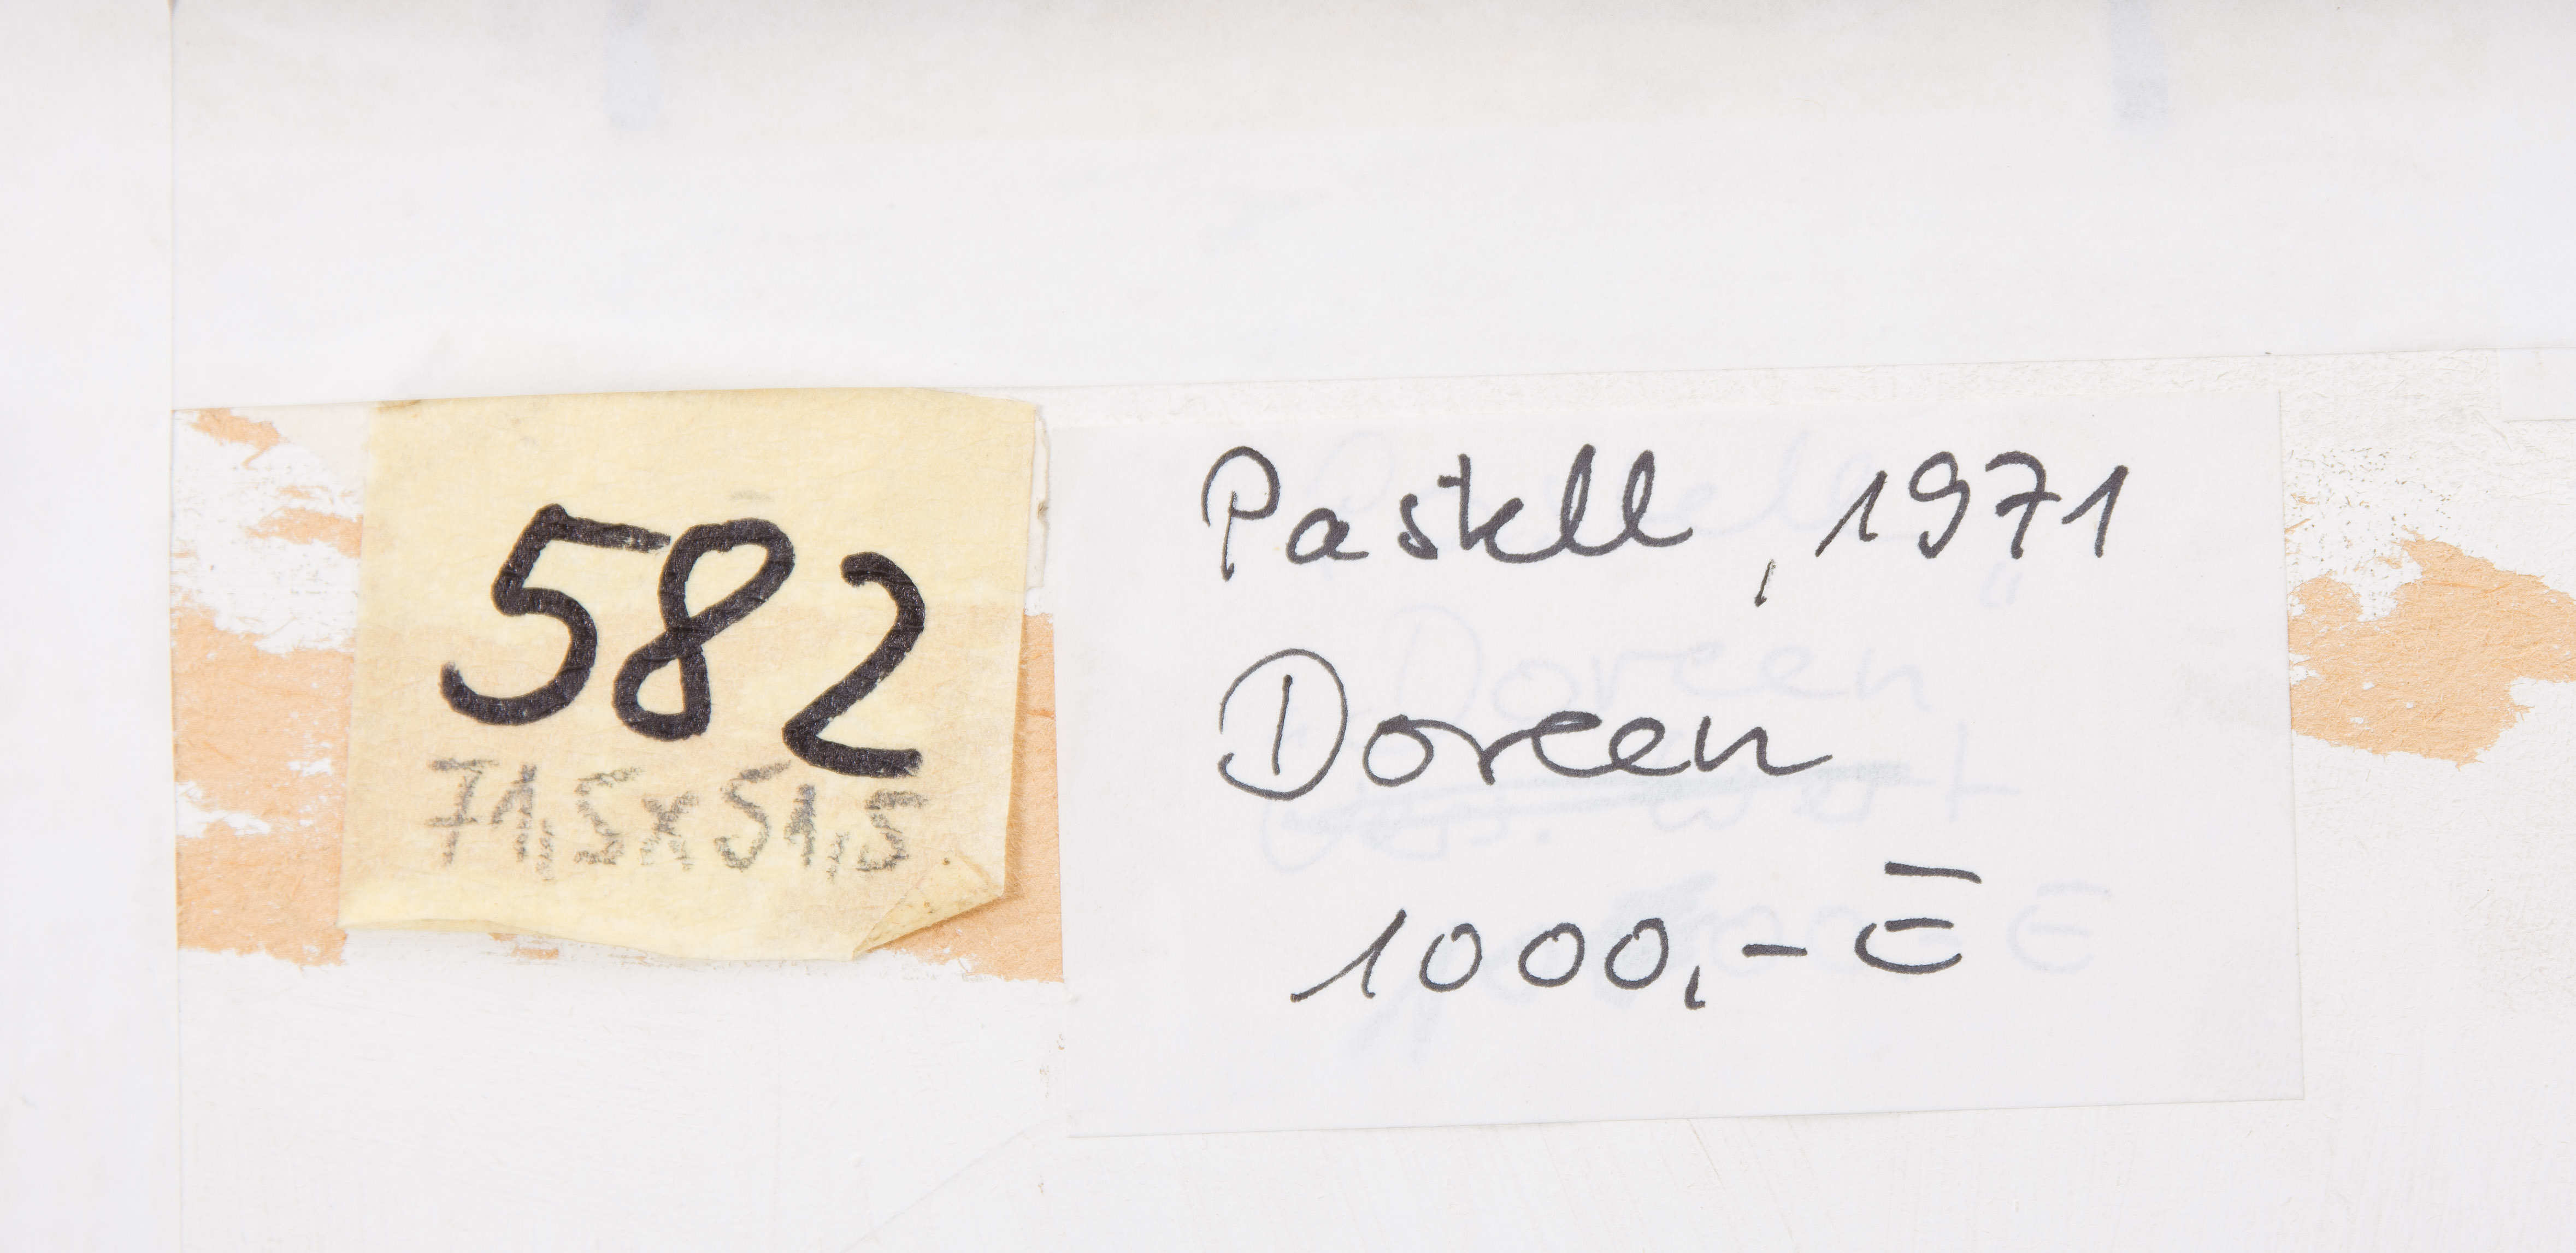 582
71,5x51,5
Pastell, 1971
Doreen
1000,- €